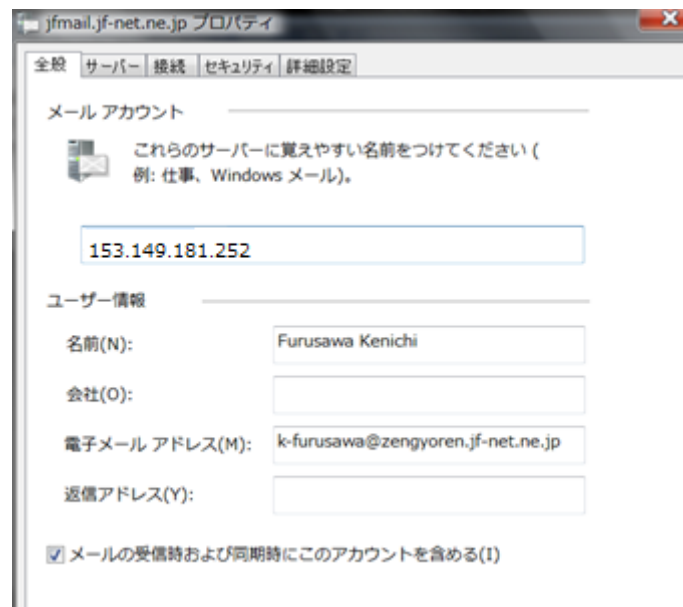 jfmail.jf-net.ne.jp プロパティ
全般 サーバー 接続 セキュリティ 詳細設定
メール アカウント
これらのサーバーに覚えやすい名前をつけてください (
例: 仕事、Windows メール)。
153.149.181.252
ユーザー情報
名前(N): Furusawa Kenichi
会社(O):
電子メール アドレス(M): k-furusawa@zengyoren.jf-net.ne.jp
返信アドレス(Y):
メールの受信時および同期時にこのアカウントを含める(I)